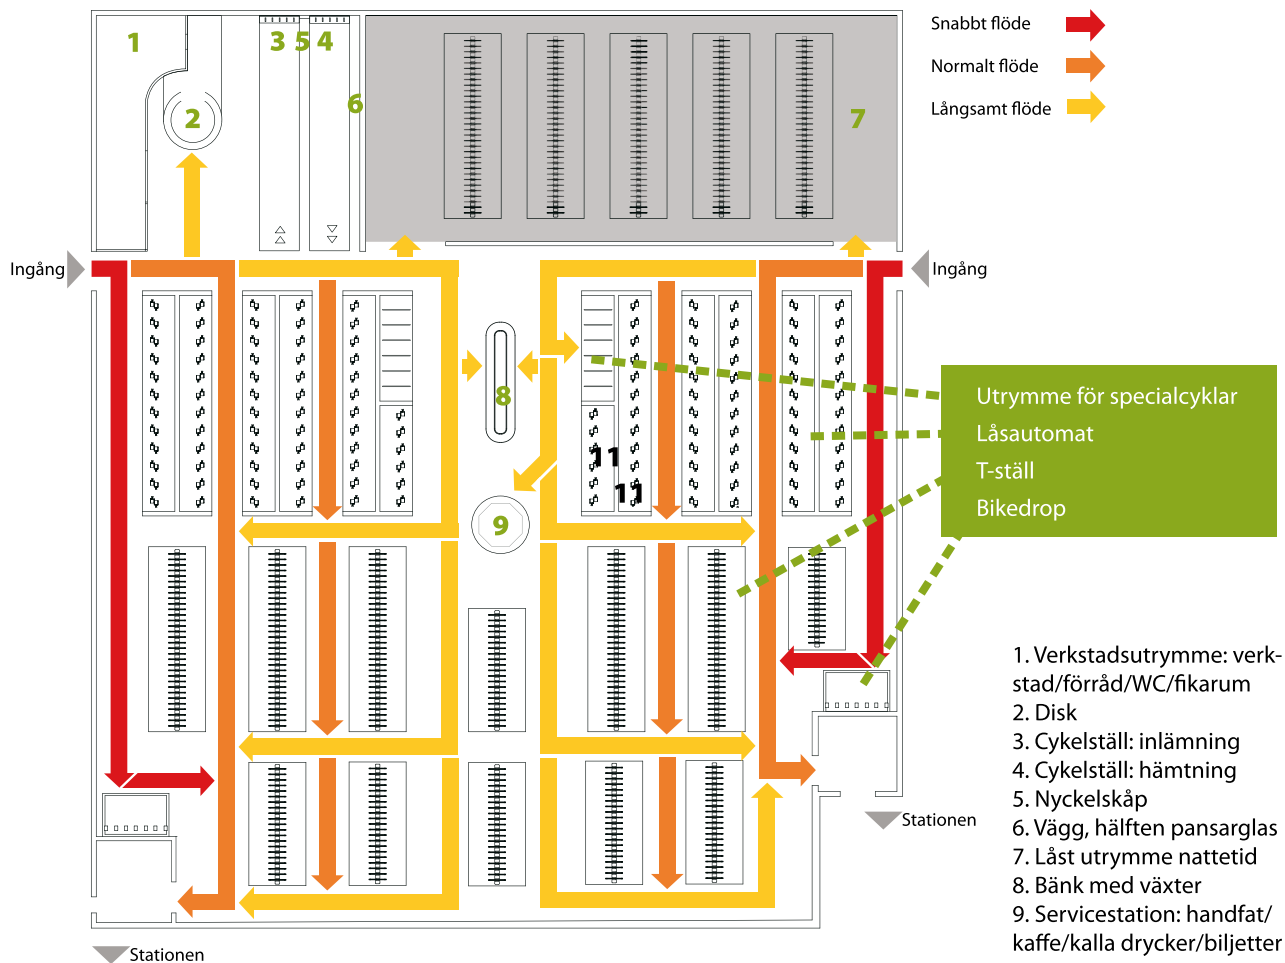 1
2
3
5
4
6
7
Snabbt flöde
Normalt flöde
Långsamt flöde
Ingång
Ingång
8
11
11
9
Utrymme för specialcyklar
Låsautomat
T-ställ
Bikedrop
1. Verkstadsutrymme: verk-
stad/förråd/WC/fikarum
2. Disk
3. Cykelställ: inlämning
4. Cykelställ: hämtning
5. Nyckelskåp
6. Vägg, hälften pansarglas
7. Låst utrymme nattetid
8. Bänk med växter
9. Servicestation: handfat/
kaffe/kalla drycker/biljetter
Stationen
Stationen